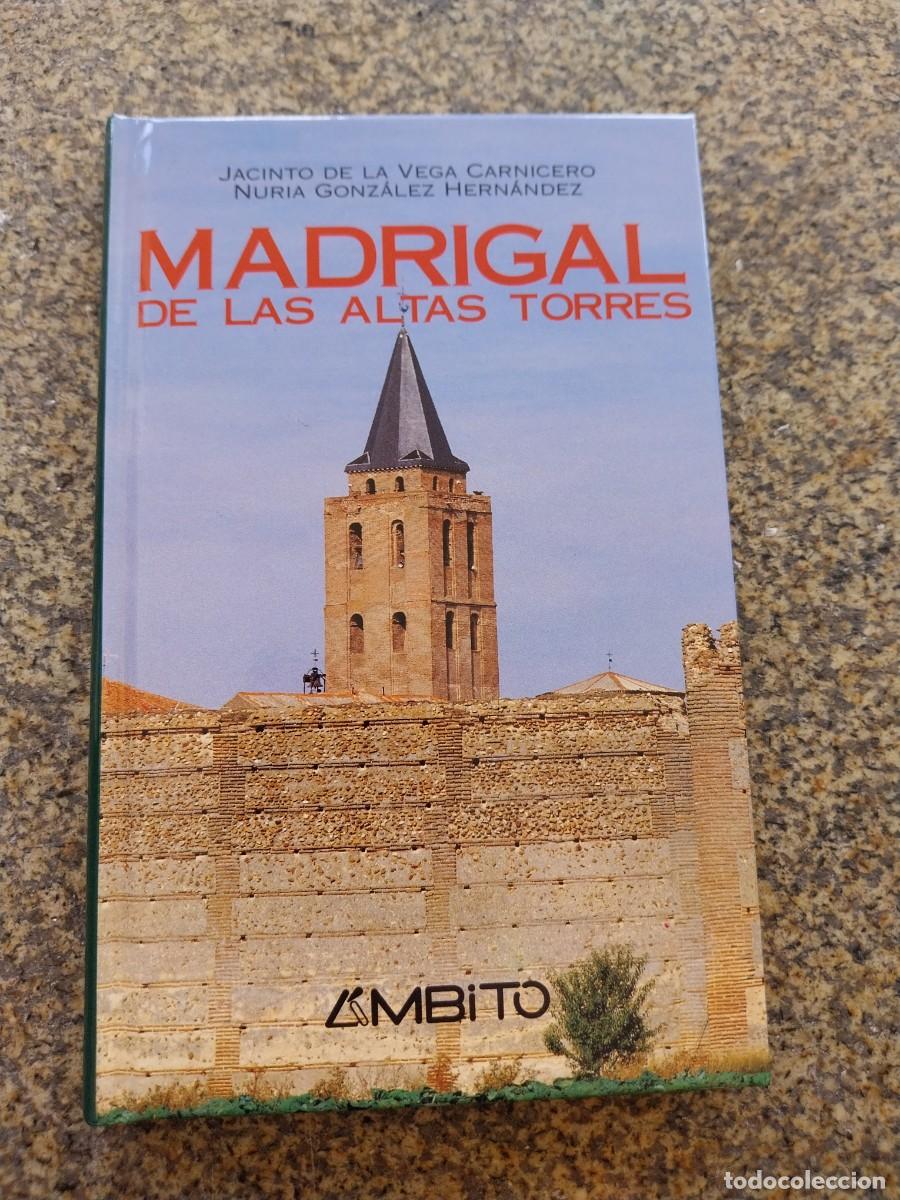 JACINTO DE LA VEGA CARNICERO
NURIA GONZÁLEZ HERNÁNDEZ
MADRIGAL
DE LAS ALTAS TORRES
ÁMBiTO
todocoleccion